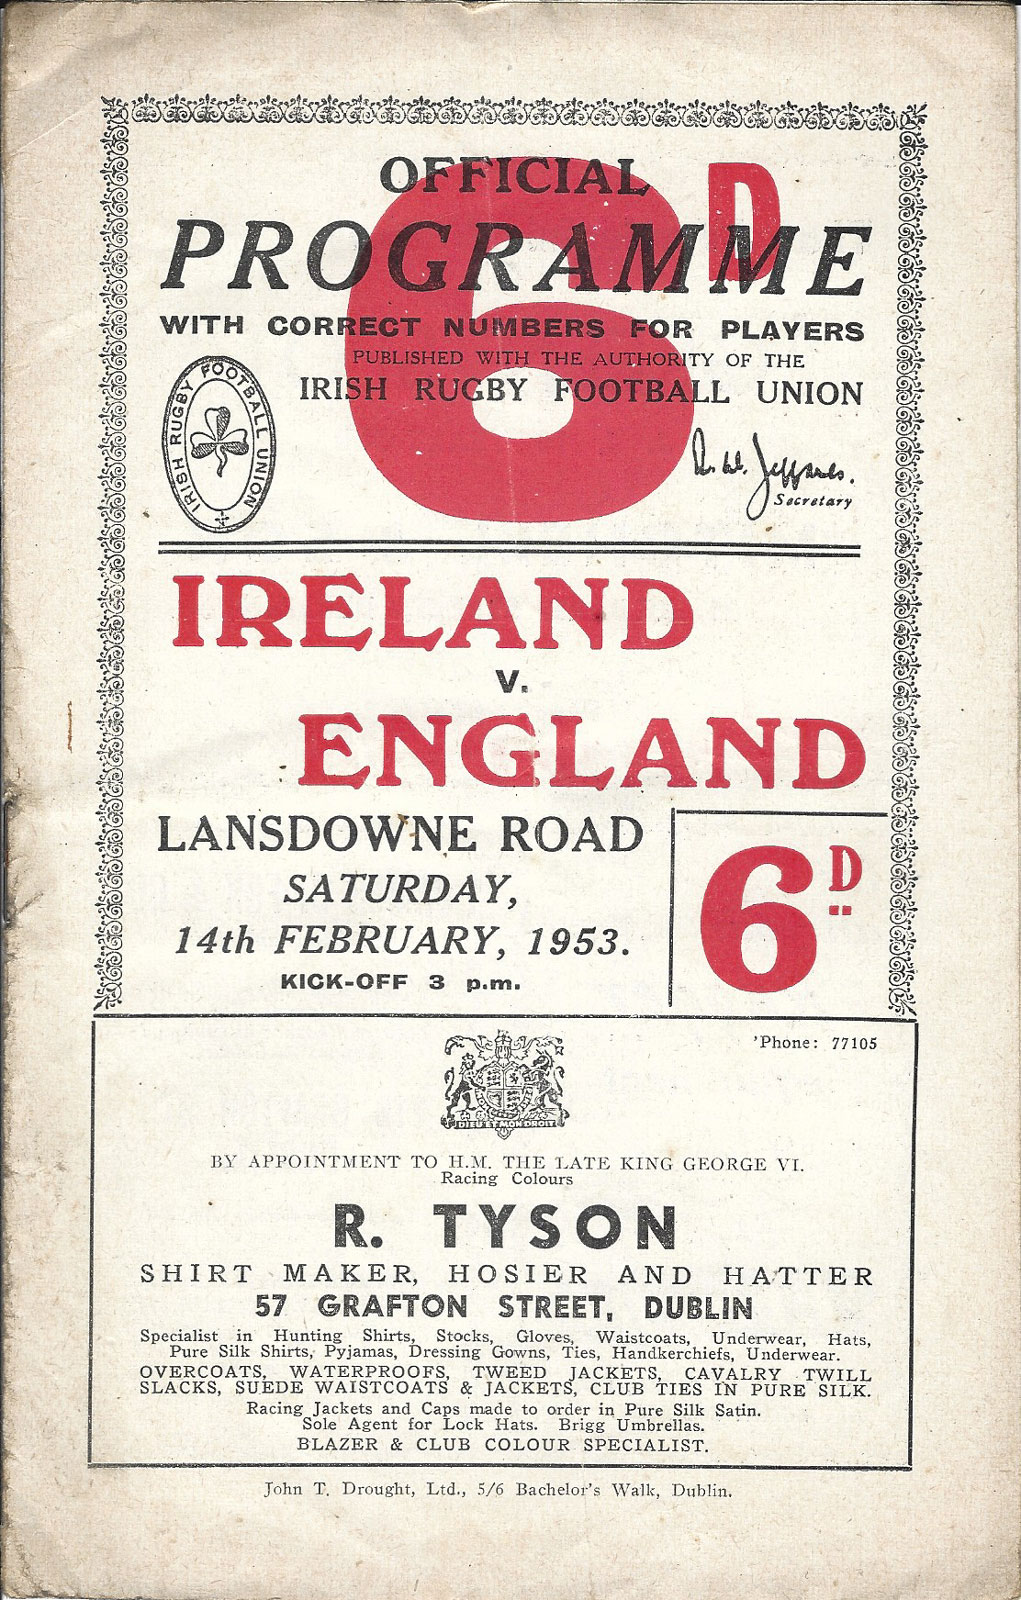 OFFICIAL
6D
PROGRAMME
WITH CORRECT NUMBERS FOR PLAYERS
PUBLISHED WITH THE AUTHORITY OF THE
IRISH RUGBY FOOTBALL UNION
IRISH RUGBY FOOTBALL UNION
Jeffares.
Secretary
IRELAND
v.
ENGLAND
LANSDOWNE ROAD
SATURDAY,
14th FEBRUARY, 1953.
KICK-OFF 3 p.m.
6D
'Phone: 77105
DIEU ET MON DROIT
BY APPOINTMENT TO H.M. THE LATE KING GEORGE VI.
Racing Colours
R. TYSON
SHIRT MAKER, HOSIER AND HATTER
57 GRAFTON STREET, DUBLIN
Specialist in Hunting Shirts, Stocks, Gloves, Waistcoats, Underwear, Hats,
Pure Silk Shirts, Pyjamas, Dressing Gowns, Ties, Handkerchiefs, Underwear.
OVERCOATS, WATERPROOFS, TWEED JACKETS, CAVALRY TWILL
SLACKS, SUEDE WAISTCOATS & JACKETS, CLUB TIES IN PURE SILK.
Racing Jackets and Caps made to order in Pure Silk Satin.
Sole Agent for Lock Hats. Brigg Umbrellas.
BLAZER & CLUB COLOUR SPECIALIST.
John T. Drought, Ltd., 5/6 Bachelor's Walk, Dublin.